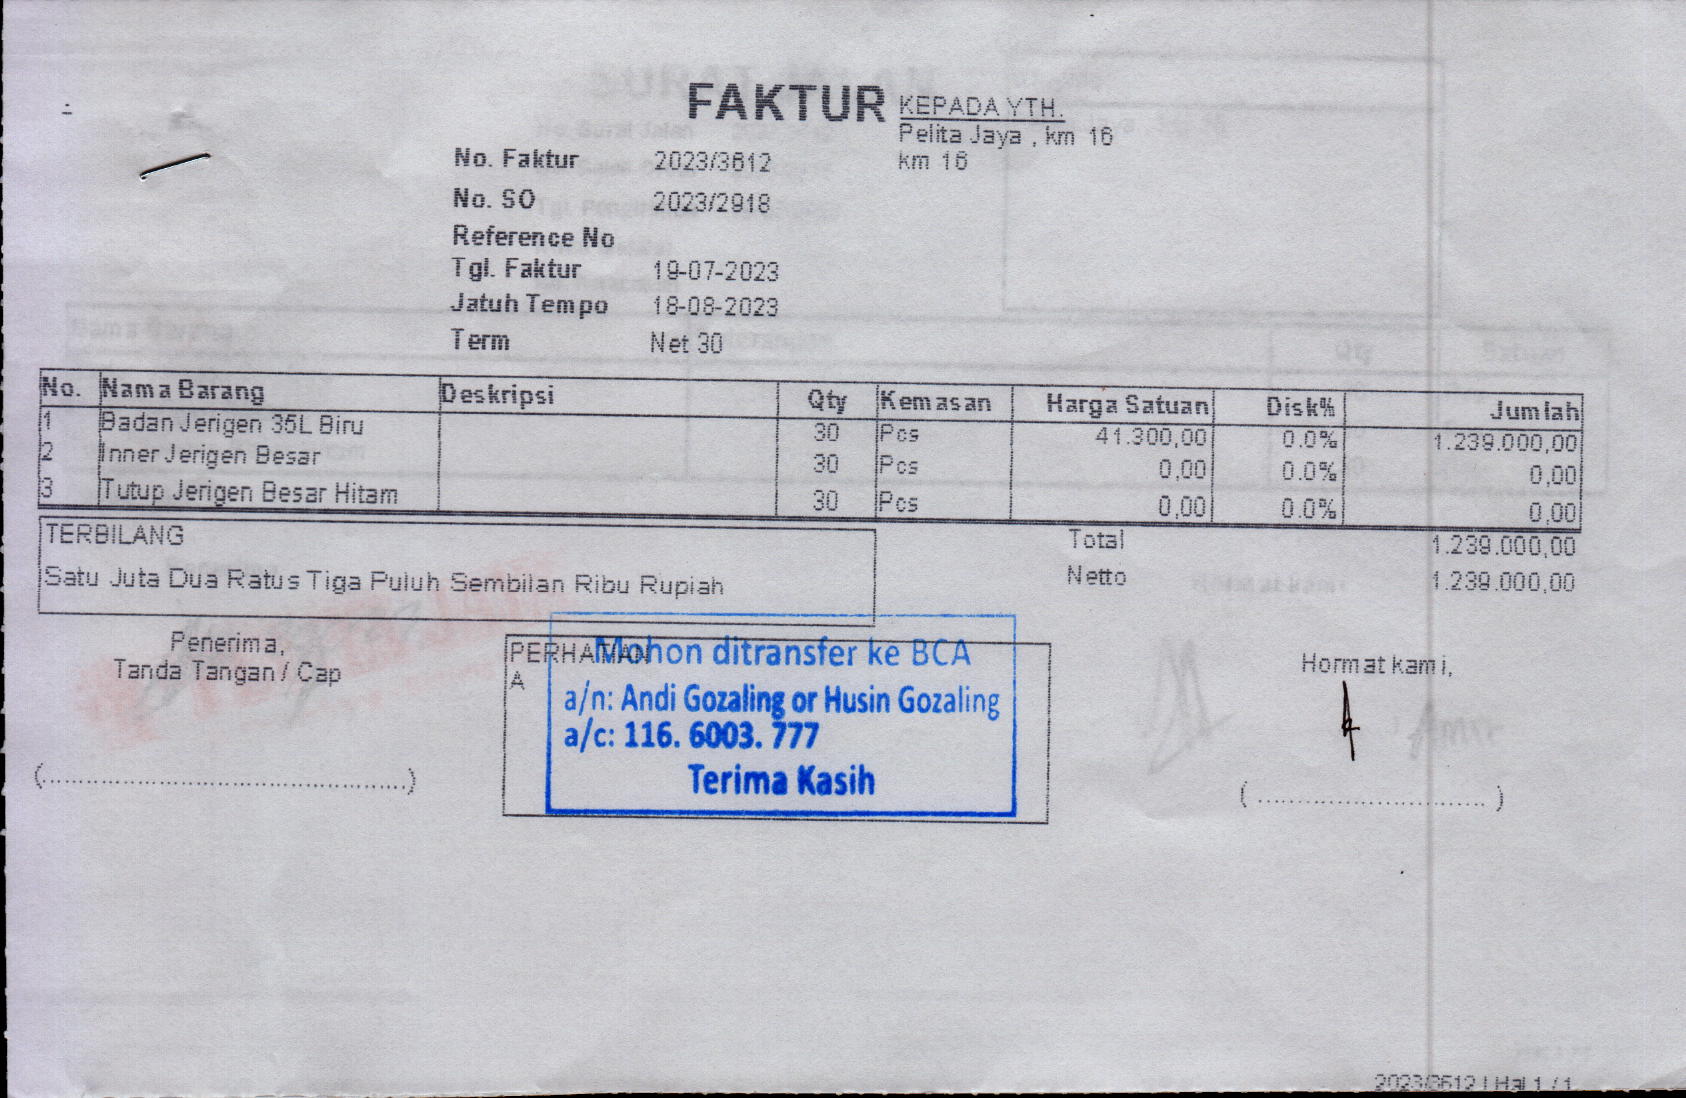 FAKTUR
KEPADA YTH.
Pelita Jaya , km 16
km 16
No. Faktur 2023/3612
No. SO 2023/2918
Reference No
Tgl. Faktur 19-07-2023
Jatuh Tempo 18-08-2023
Term Net 30
No. Nama Barang Deskripsi Qty Kemasan Harga Satuan Disk% Jumlah
1 Badan Jerigen 35L Biru 30 Pcs 41.300,00 0.0% 1.239.000,00
2 Inner Jerigen Besar 30 Pcs 0,00 0.0% 0,00
3 Tutup Jerigen Besar Hitam 30 Pcs 0,00 0.0% 0,00
TERBILANG
Satu Juta Dua Ratus Tiga Puluh Sembilan Ribu Rupiah
Total 1.239.000,00
Netto 1.239.000,00
Penerima,
Tanda Tangan / Cap
(..........................................)
PERHATIAN
A
Mohon ditransfer ke BCA
a/n: Andi Gozaling or Husin Gozaling
a/c: 116. 6003. 777
Terima Kasih
Hormat kami,
( ............................ )
2023/3612 | Hal 1 / 1